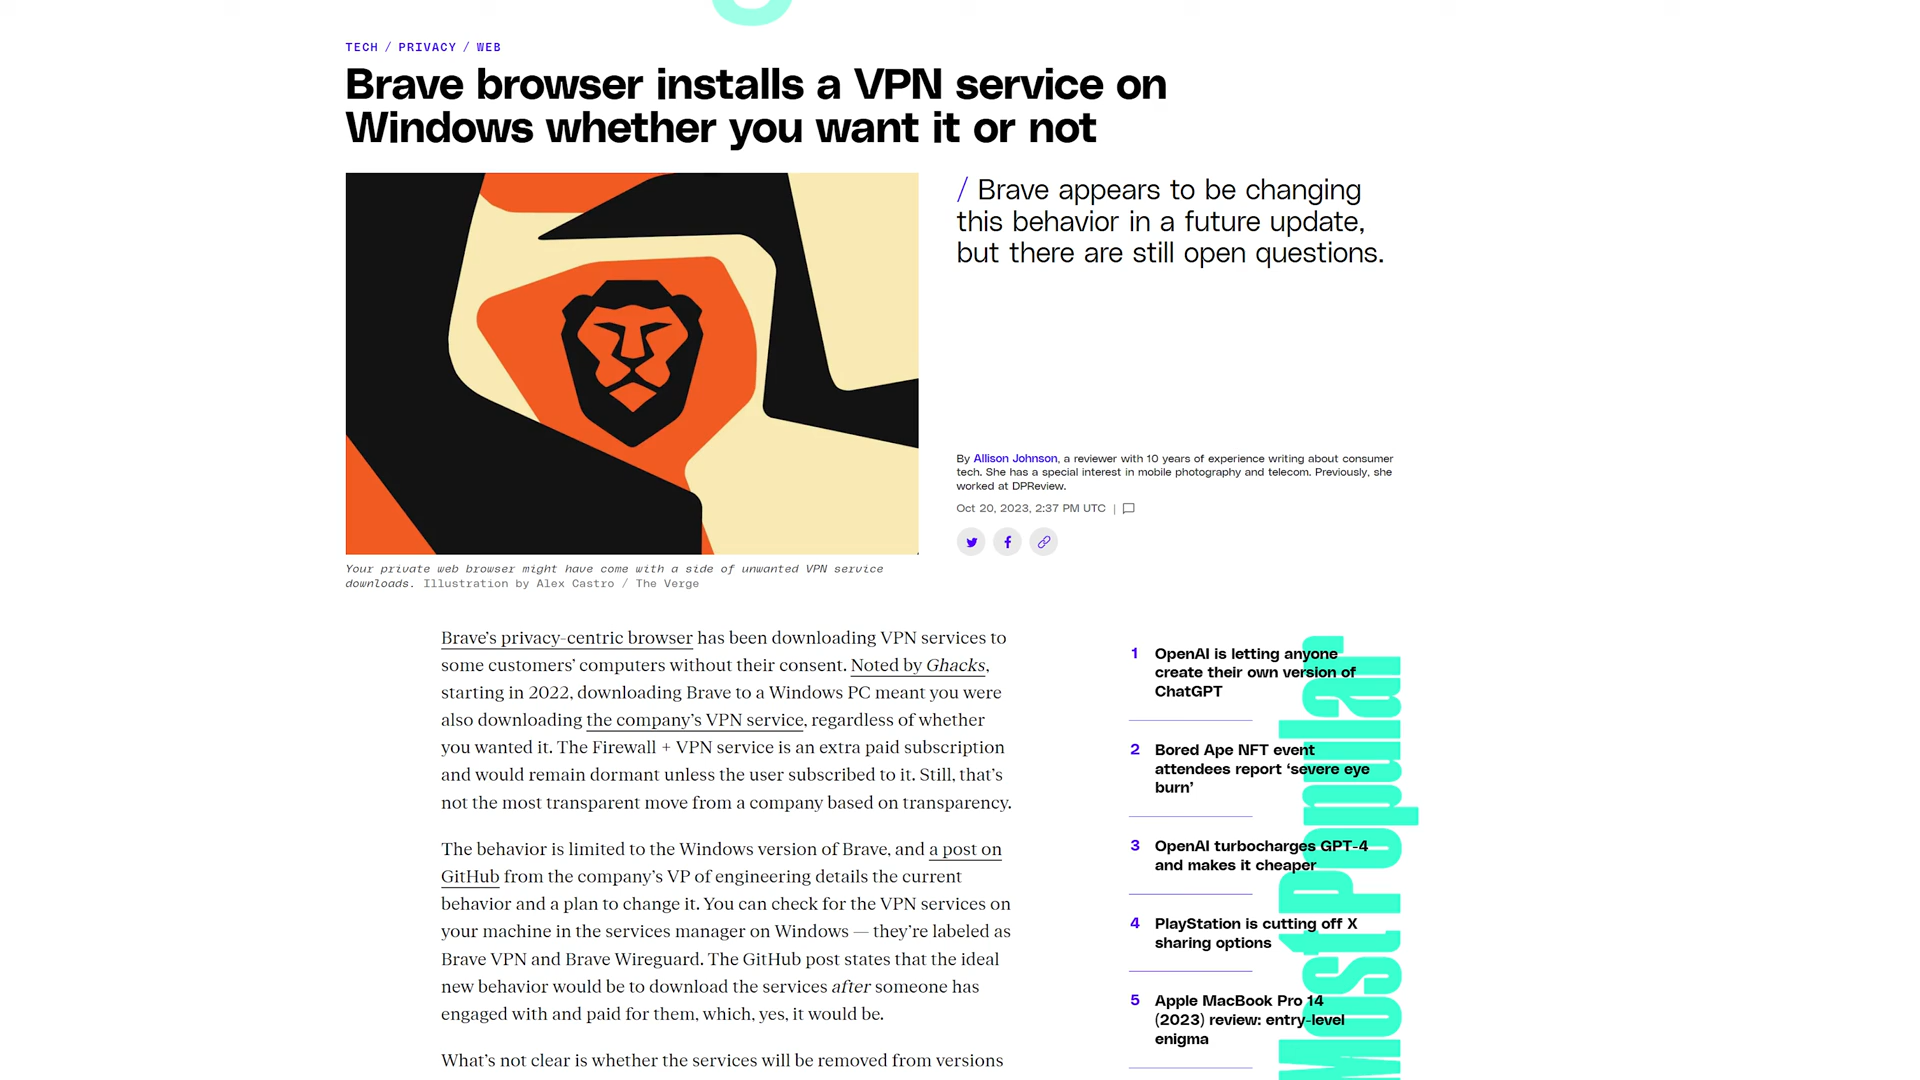 TECH / PRIVACY / WEB
Brave browser installs a VPN service on
Windows whether you want it or not
/ Brave appears to be changing
this behavior in a future update,
but there are still open questions.
By Allison Johnson, a reviewer with 10 years of experience writing about consumer
tech. She has a special interest in mobile photography and telecom. Previously, she
worked at DPReview.
Oct 20, 2023, 2:37 PM UTC |
Your private web browser might have come with a side of unwanted VPN service
downloads. Illustration by Alex Castro / The Verge
Brave’s privacy-centric browser has been downloading VPN services to
some customers’ computers without their consent. Noted by Ghacks,
starting in 2022, downloading Brave to a Windows PC meant you were
also downloading the company’s VPN service, regardless of whether
you wanted it. The Firewall + VPN service is an extra paid subscription
and would remain dormant unless the user subscribed to it. Still, that’s
not the most transparent move from a company based on transparency.
The behavior is limited to the Windows version of Brave, and a post on
GitHub from the company’s VP of engineering details the current
behavior and a plan to change it. You can check for the VPN services on
your machine in the services manager on Windows — they’re labeled as
Brave VPN and Brave Wireguard. The GitHub post states that the ideal
new behavior would be to download the services after someone has
engaged with and paid for them, which, yes, it would be.
What’s not clear is whether the services will be removed from versions
Most Popular
1 OpenAI is letting anyone
create their own version of
ChatGPT
2 Bored Ape NFT event
attendees report ‘severe eye
burn’
3 OpenAI turbocharges GPT-4
and makes it cheaper
4 PlayStation is cutting off X
sharing options
5 Apple MacBook Pro 14
(2023) review: entry-level
enigma